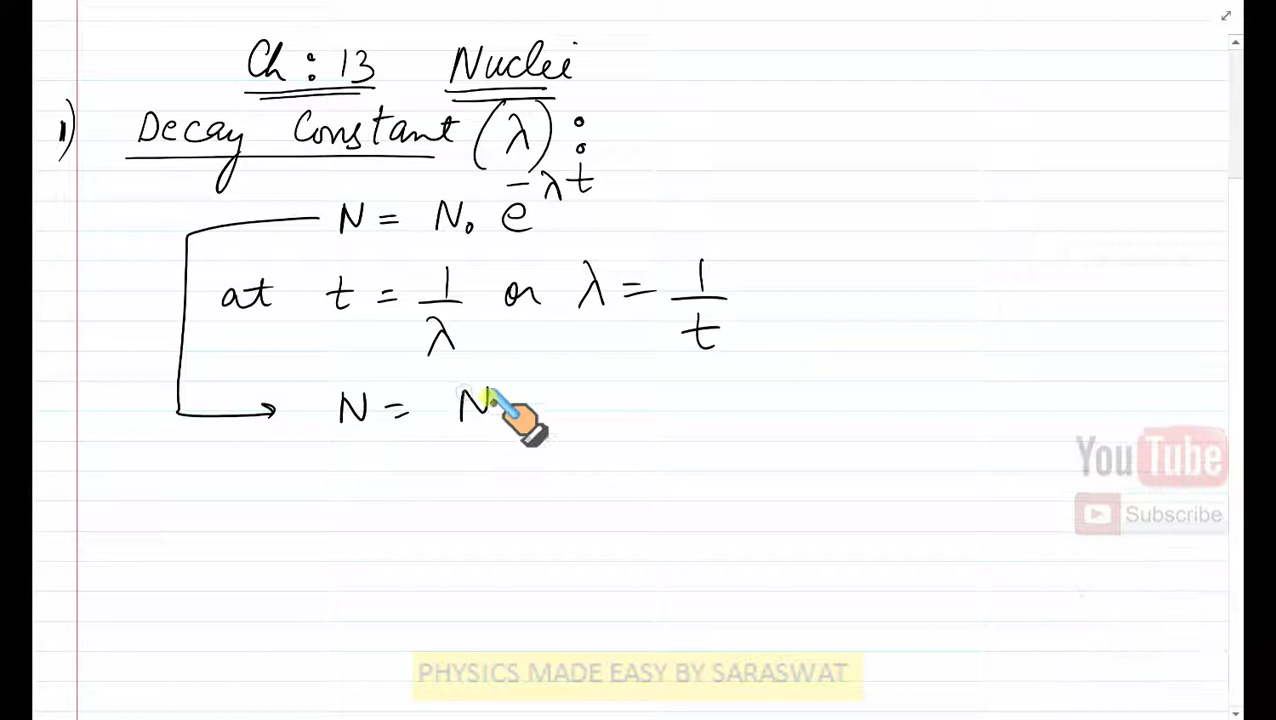 Ch : 13 Nuclei
1) Decay Constant (λ) :
N = N₀ e^{-λt}
at t = 1/λ or λ = 1/t
N = N
YouTube
Subscribe
PHYSICS MADE EASY BY SARASWAT